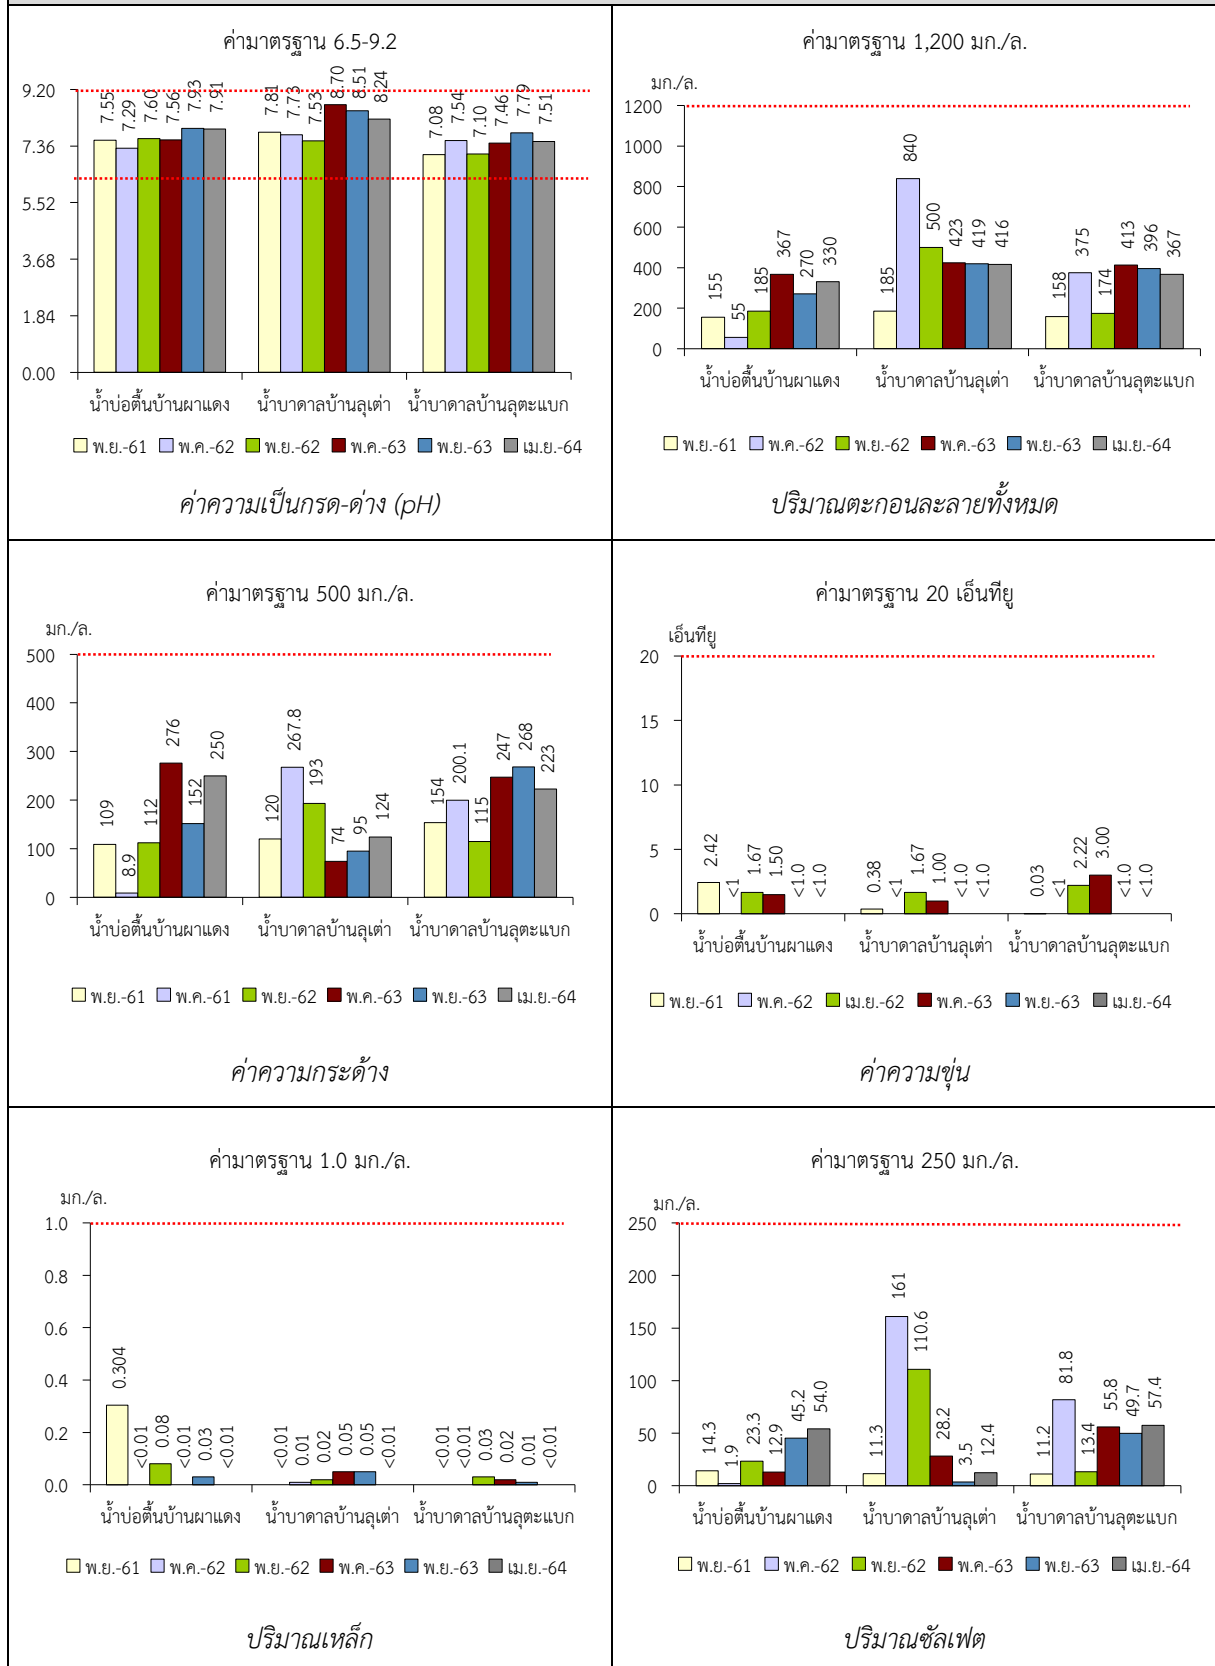 ค่ามาตรฐาน 6.5-9.2
9.20
7.36
5.52
3.68
1.84
0.00
7.55 7.29 7.60 7.56 7.93 7.91
7.81 7.73 7.53 8.70 8.51 8.24
7.08 7.54 7.10 7.46 7.79 7.51
น้ำบ่อตื้นบ้านผาแดง น้ำบาดาลบ้านลุเต่า น้ำบาดาลบ้านลุตะแบก
พ.ย.-61 พ.ค.-62 พ.ย.-62 พ.ค.-63 พ.ย.-63 เม.ย.-64
ค่าความเป็นกรด-ด่าง (pH)
ค่ามาตรฐาน 1,200 มก./ล.
มก./ล.
1200
1000
800
600
400
200
0
155 55 185 367 270 330
185 840 500 423 419 416
158 375 174 413 396 367
น้ำบ่อตื้นบ้านผาแดง น้ำบาดาลบ้านลุเต่า น้ำบาดาลบ้านลุตะแบก
พ.ย.-61 พ.ค.-62 พ.ย.-62 พ.ค.-63 พ.ย.-63 เม.ย.-64
ปริมาณตะกอนละลายทั้งหมด
ค่ามาตรฐาน 500 มก./ล.
มก./ล.
500
400
300
200
100
0
109 8.9 112 276 152 250
120 267.8 193 74 95 124
154 200.1 115 247 268 223
น้ำบ่อตื้นบ้านผาแดง น้ำบาดาลบ้านลุเต่า น้ำบาดาลบ้านลุตะแบก
พ.ย.-61 พ.ค.-61 พ.ย.-62 พ.ค.-63 พ.ย.-63 เม.ย.-64
ค่าความกระด้าง
ค่ามาตรฐาน 20 เอ็นทียู
เอ็นทียู
20
15
10
5
0
2.42 <1 1.67 1.50 <1.0 <1.0
0.38 <1 1.67 1.00 <1.0 <1.0
0.03 <1 2.22 3.00 <1.0 <1.0
น้ำบ่อตื้นบ้านผาแดง น้ำบาดาลบ้านลุเต่า น้ำบาดาลบ้านลุตะแบก
พ.ย.-61 พ.ค.-62 เม.ย.-62 พ.ค.-63 พ.ย.-63 เม.ย.-64
ค่าความขุ่น
ค่ามาตรฐาน 1.0 มก./ล.
มก./ล.
1.0
0.8
0.6
0.4
0.2
0.0
0.304 <0.01 0.08 <0.01 0.03 <0.01
<0.01 0.01 0.02 0.05 0.05 <0.01
<0.01 <0.01 0.03 0.02 0.01 <0.01
น้ำบ่อตื้นบ้านผาแดง น้ำบาดาลบ้านลุเต่า น้ำบาดาลบ้านลุตะแบก
พ.ย.-61 พ.ค.-62 พ.ย.-62 พ.ค.-63 พ.ย.-63 เม.ย.-64
ปริมาณเหล็ก
ค่ามาตรฐาน 250 มก./ล.
มก./ล.
250
200
150
100
50
0
14.3 1.9 23.3 12.9 45.2 54.0
11.3 161 110.6 28.2 3.5 12.4
11.2 81.8 13.4 55.8 49.7 57.4
น้ำบ่อตื้นบ้านผาแดง น้ำบาดาลบ้านลุเต่า น้ำบาดาลบ้านลุตะแบก
พ.ย.-61 พ.ค.-62 พ.ย.-62 พ.ค.-63 พ.ย.-63 เม.ย.-64
ปริมาณซัลเฟต